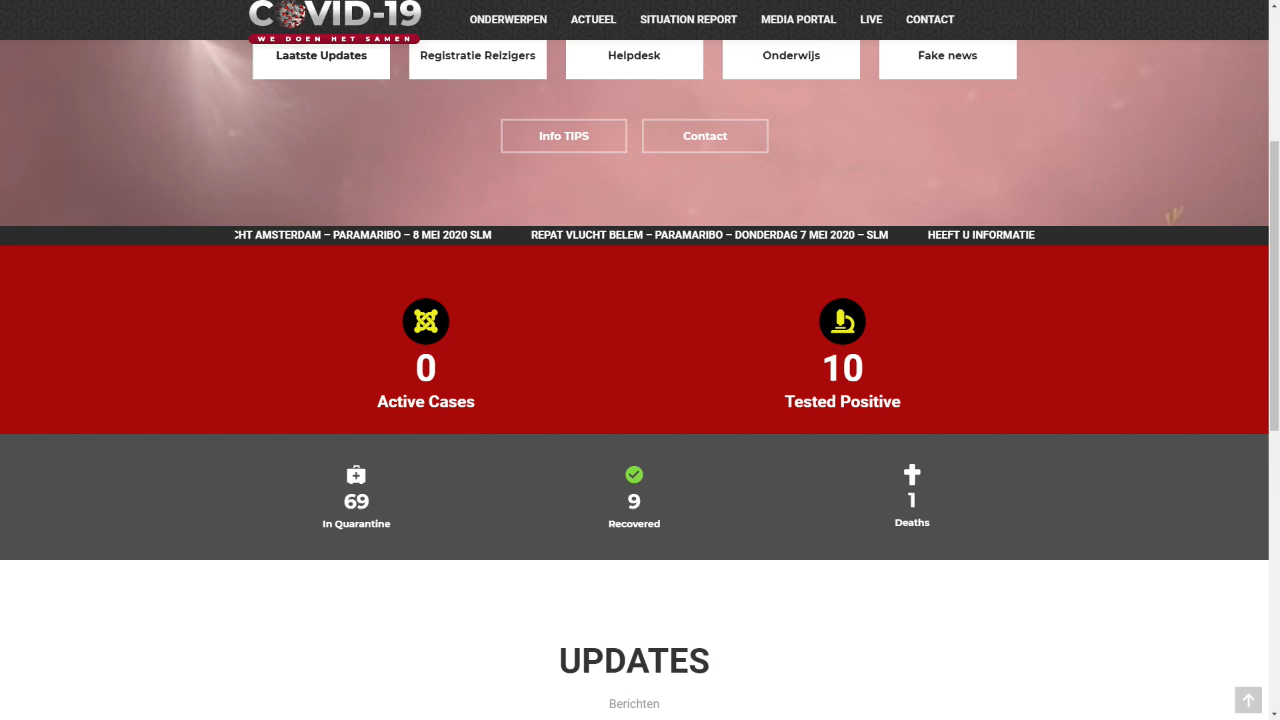 COVID-19
WE DOEN HET SAMEN
ONDERWERPEN ACTUEEL SITUATION REPORT MEDIA PORTAL LIVE CONTACT
Laatste Updates Registratie Reizigers Helpdesk Onderwijs Fake news
Info TIPS Contact
CHT AMSTERDAM – PARAMARIBO – 8 MEI 2020 SLM REPAT VLUCHT BELEM – PARAMARIBO – DONDERDAG 7 MEI 2020 – SLM HEEFT U INFORMATIE
0 10
Active Cases Tested Positive
69 9 1
In Quarantine Recovered Deaths
UPDATES
Berichten